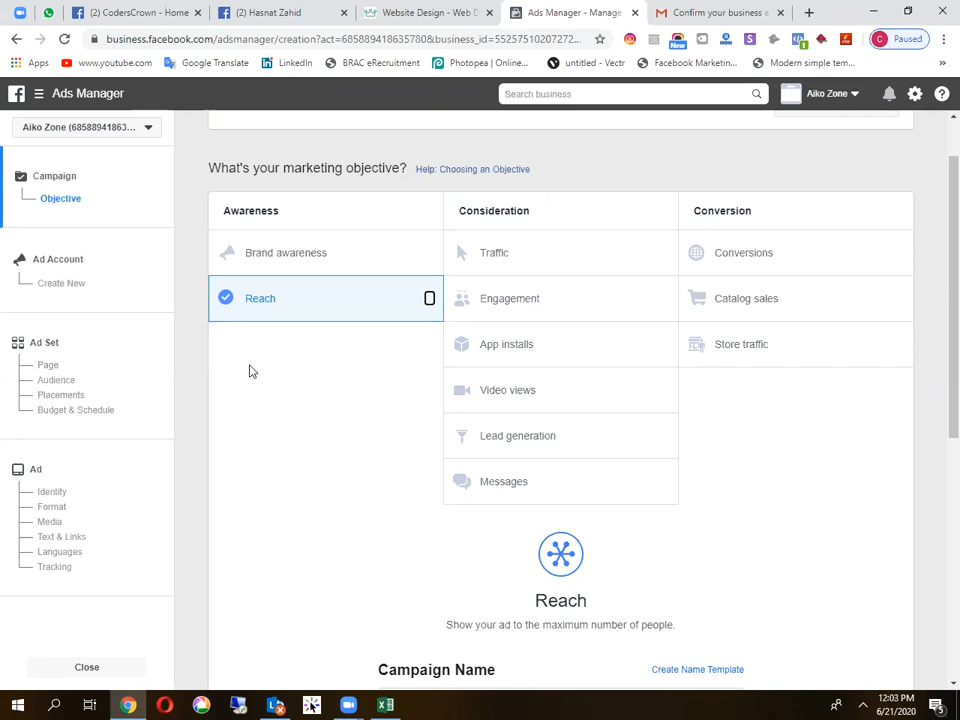 (2) CodersCrown - Home
(2) Hasnat Zahid
Website Design - Web D
Ads Manager - Manage
Confirm your business e
business.facebook.com/adsmanager/creation?act=685889418635780&business_id=55257510207272...
Paused
Apps
www.youtube.com
Google Translate
LinkedIn
BRAC eRecruitment
Photopea | Online...
untitled - Vectr
Facebook Marketin...
Modern simple tem...
Ads Manager
Search business
Aiko Zone
Aiko Zone (68588941863...
Campaign
Objective
Ad Account
Create New
Ad Set
Page
Audience
Placements
Budget & Schedule
Ad
Identity
Format
Media
Text & Links
Languages
Tracking
Close
What's your marketing objective? Help: Choosing an Objective
Awareness Consideration Conversion
Brand awareness Traffic Conversions
Reach Engagement Catalog sales
App installs Store traffic
Video views
Lead generation
Messages
Reach
Show your ad to the maximum number of people.
Campaign Name Create Name Template
12:03 PM
6/21/2020
5